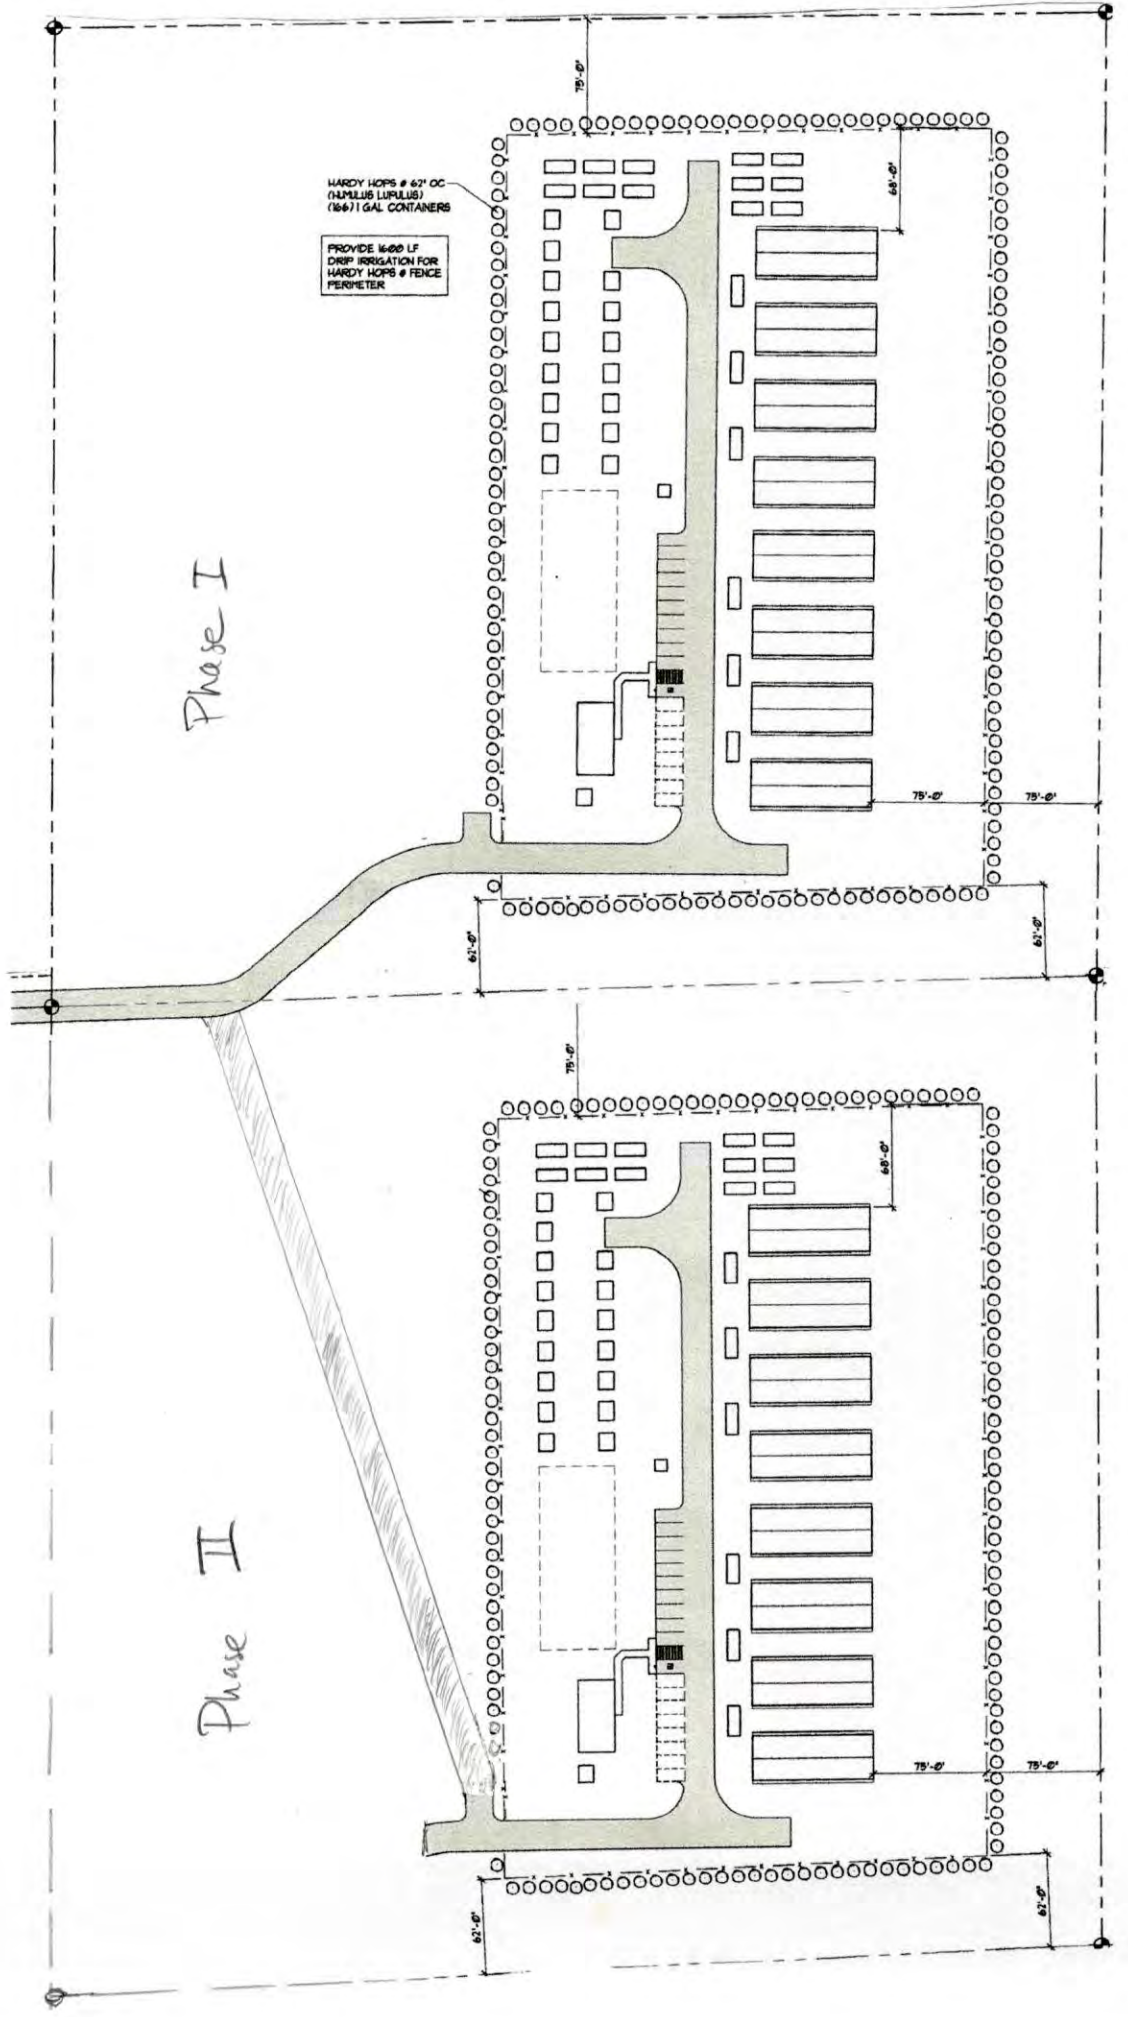 75'-0"
HARDY HOPS @ 62" OC
(HUMULUS LUPULUS)
(166) 1 GAL CONTAINERS
68'-0"
PROVIDE 1600 LF
DRIP IRRIGATION FOR
HARDY HOPS @ FENCE
PERIMETER
Phase I
75'-0"
75'-0"
62'-0"
62'-0"
75'-0"
68'-0"
Phase II
75'-0"
75'-0"
62'-0"
62'-0"